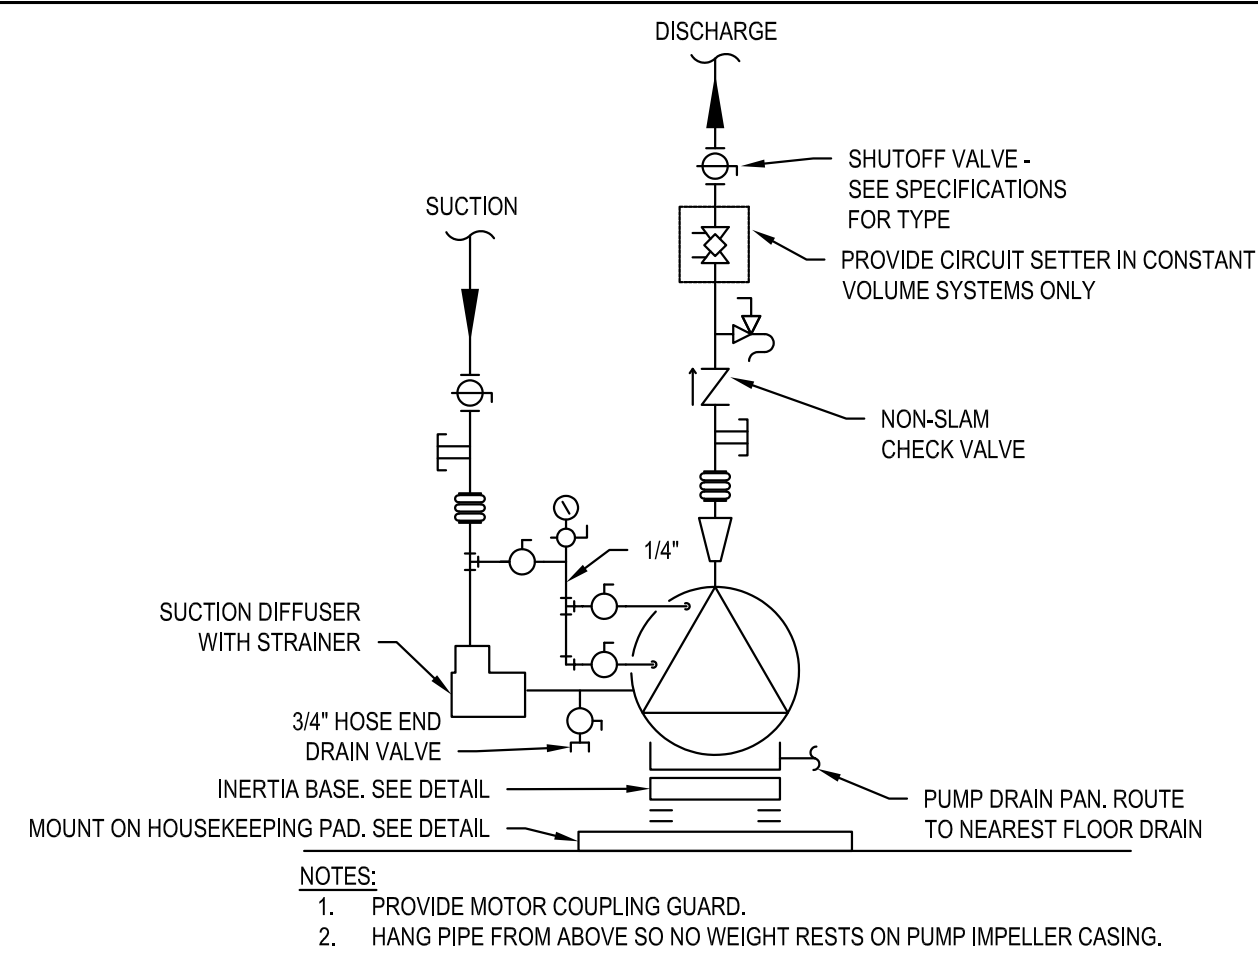 DISCHARGE
SHUTOFF VALVE -
SEE SPECIFICATIONS
FOR TYPE
SUCTION
PROVIDE CIRCUIT SETTER IN CONSTANT
VOLUME SYSTEMS ONLY
NON-SLAM
CHECK VALVE
1/4"
SUCTION DIFFUSER
WITH STRAINER
3/4" HOSE END
DRAIN VALVE
INERTIA BASE. SEE DETAIL
PUMP DRAIN PAN. ROUTE
TO NEAREST FLOOR DRAIN
MOUNT ON HOUSEKEEPING PAD. SEE DETAIL
NOTES:
1. PROVIDE MOTOR COUPLING GUARD.
2. HANG PIPE FROM ABOVE SO NO WEIGHT RESTS ON PUMP IMPELLER CASING.